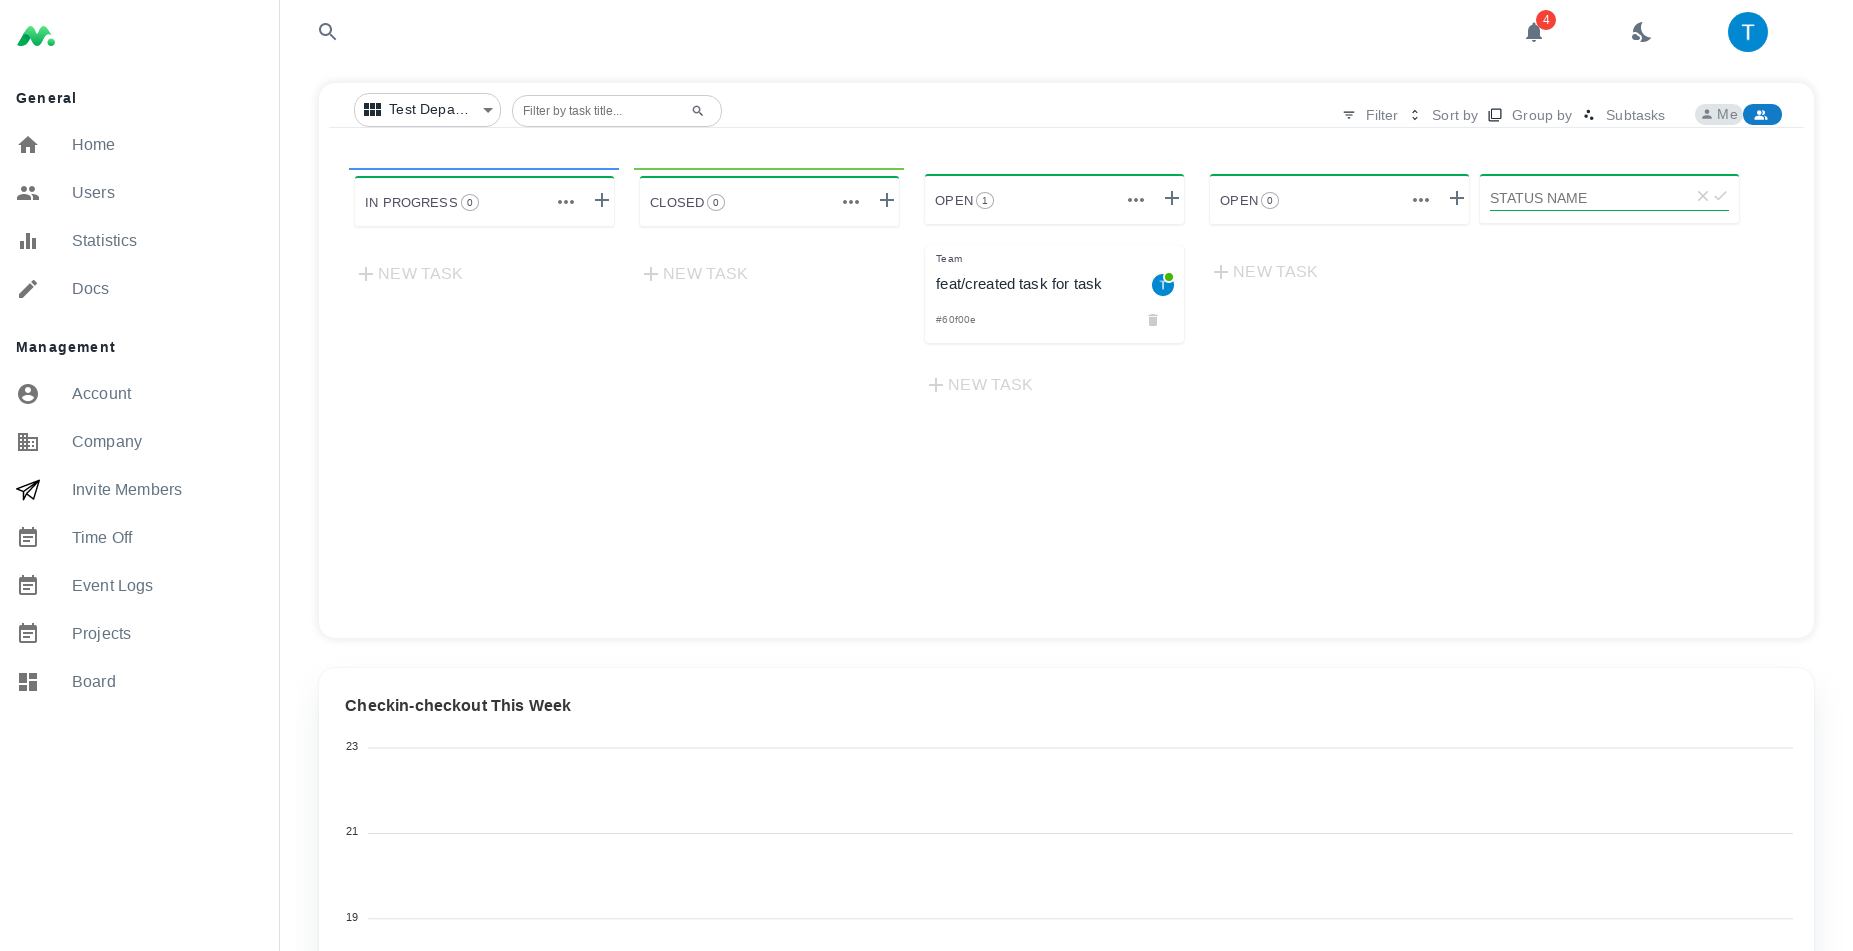 General
Home
Users
Statistics
Docs
Management
Account
Company
Invite Members
Time Off
Event Logs
Projects
Board
4
T
Test Depa...
Filter by task title...
Filter
Sort by
Group by
Subtasks
Me
IN PROGRESS 0
NEW TASK
CLOSED 0
NEW TASK
OPEN 1
Team
feat/created task for task
T
#60f00e
NEW TASK
OPEN 0
NEW TASK
STATUS NAME
Checkin-checkout This Week
23
21
19